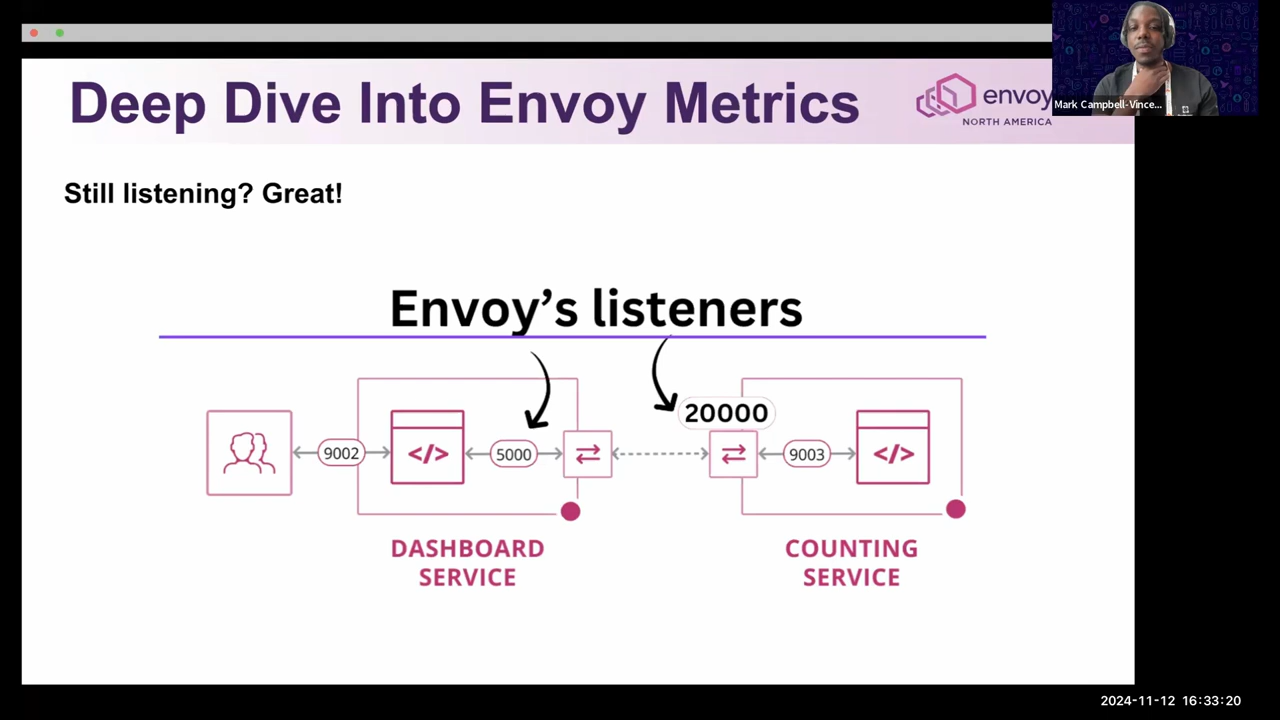 Deep Dive Into Envoy Metrics
envoy
NORTH AMERICA
Mark Campbell-Vince...
Still listening? Great!
Envoy's listeners
20000
9002
</>
5000
9003
</>
DASHBOARD
SERVICE
COUNTING
SERVICE
2024-11-12 16:33:20